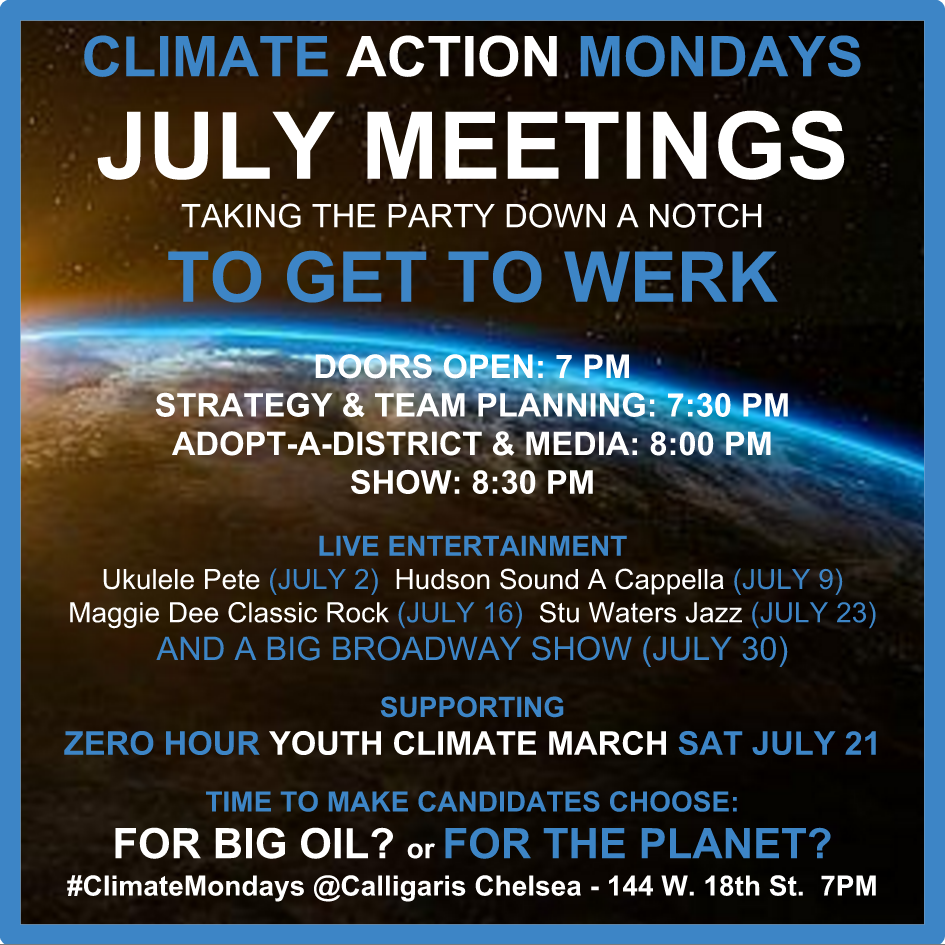 CLIMATE ACTION MONDAYS
JULY MEETINGS
TAKING THE PARTY DOWN A NOTCH
TO GET TO WERK
DOORS OPEN: 7 PM
STRATEGY & TEAM PLANNING: 7:30 PM
ADOPT-A-DISTRICT & MEDIA: 8:00 PM
SHOW: 8:30 PM
LIVE ENTERTAINMENT
Ukulele Pete (JULY 2) Hudson Sound A Cappella (JULY 9)
Maggie Dee Classic Rock (JULY 16) Stu Waters Jazz (JULY 23)
AND A BIG BROADWAY SHOW (JULY 30)
SUPPORTING
ZERO HOUR YOUTH CLIMATE MARCH SAT JULY 21
TIME TO MAKE CANDIDATES CHOOSE:
FOR BIG OIL? or FOR THE PLANET?
#ClimateMondays @Calligaris Chelsea - 144 W. 18th St. 7PM